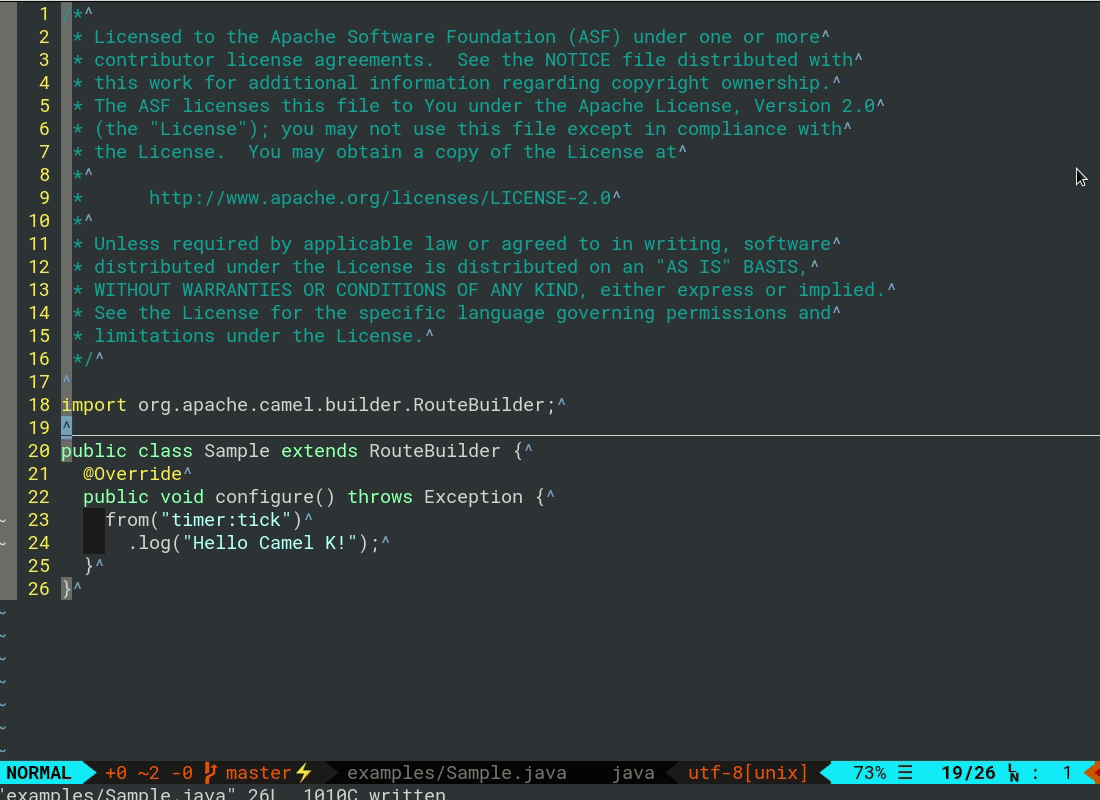 1 /*^
2 * Licensed to the Apache Software Foundation (ASF) under one or more^
3 * contributor license agreements.  See the NOTICE file distributed with^
4 * this work for additional information regarding copyright ownership.^
5 * The ASF licenses this file to You under the Apache License, Version 2.0^
6 * (the "License"); you may not use this file except in compliance with^
7 * the License.  You may obtain a copy of the License at^
8 *^
9 *      http://www.apache.org/licenses/LICENSE-2.0^
10 *^
11 * Unless required by applicable law or agreed to in writing, software^
12 * distributed under the License is distributed on an "AS IS" BASIS,^
13 * WITHOUT WARRANTIES OR CONDITIONS OF ANY KIND, either express or implied.^
14 * See the License for the specific language governing permissions and^
15 * limitations under the License.^
16 */^
17 ^
18 import org.apache.camel.builder.RouteBuilder;^
19 ^
20 public class Sample extends RouteBuilder {^
21   @Override^
22   public void configure() throws Exception {^
~ 23     from("timer:tick")^
~ 24       .log("Hello Camel K!");^
25   }^
26 }^
~
~
~
~
~
~
~
NORMAL +0 ~2 -0 master⚡ examples/Sample.java java utf-8[unix] 73% ☰ 19/26 LN : 1
"examples/Sample.java" 26L, 1010C written